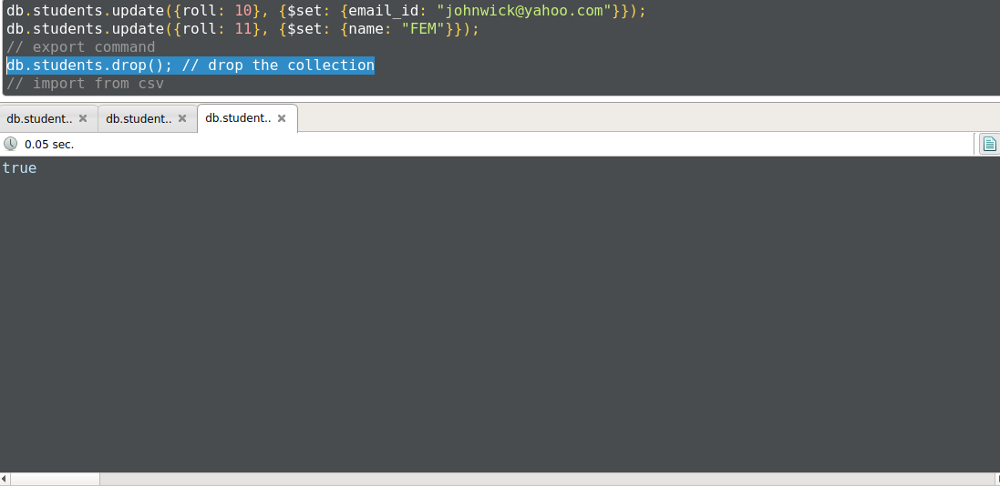 db.students.update({roll: 10}, {$set: {email_id: "johnwick@yahoo.com"}});
db.students.update({roll: 11}, {$set: {name: "FEM"}});
// export command
db.students.drop(); // drop the collection
// import from csv
db.student.. db.student.. db.student..
0.05 sec.
true